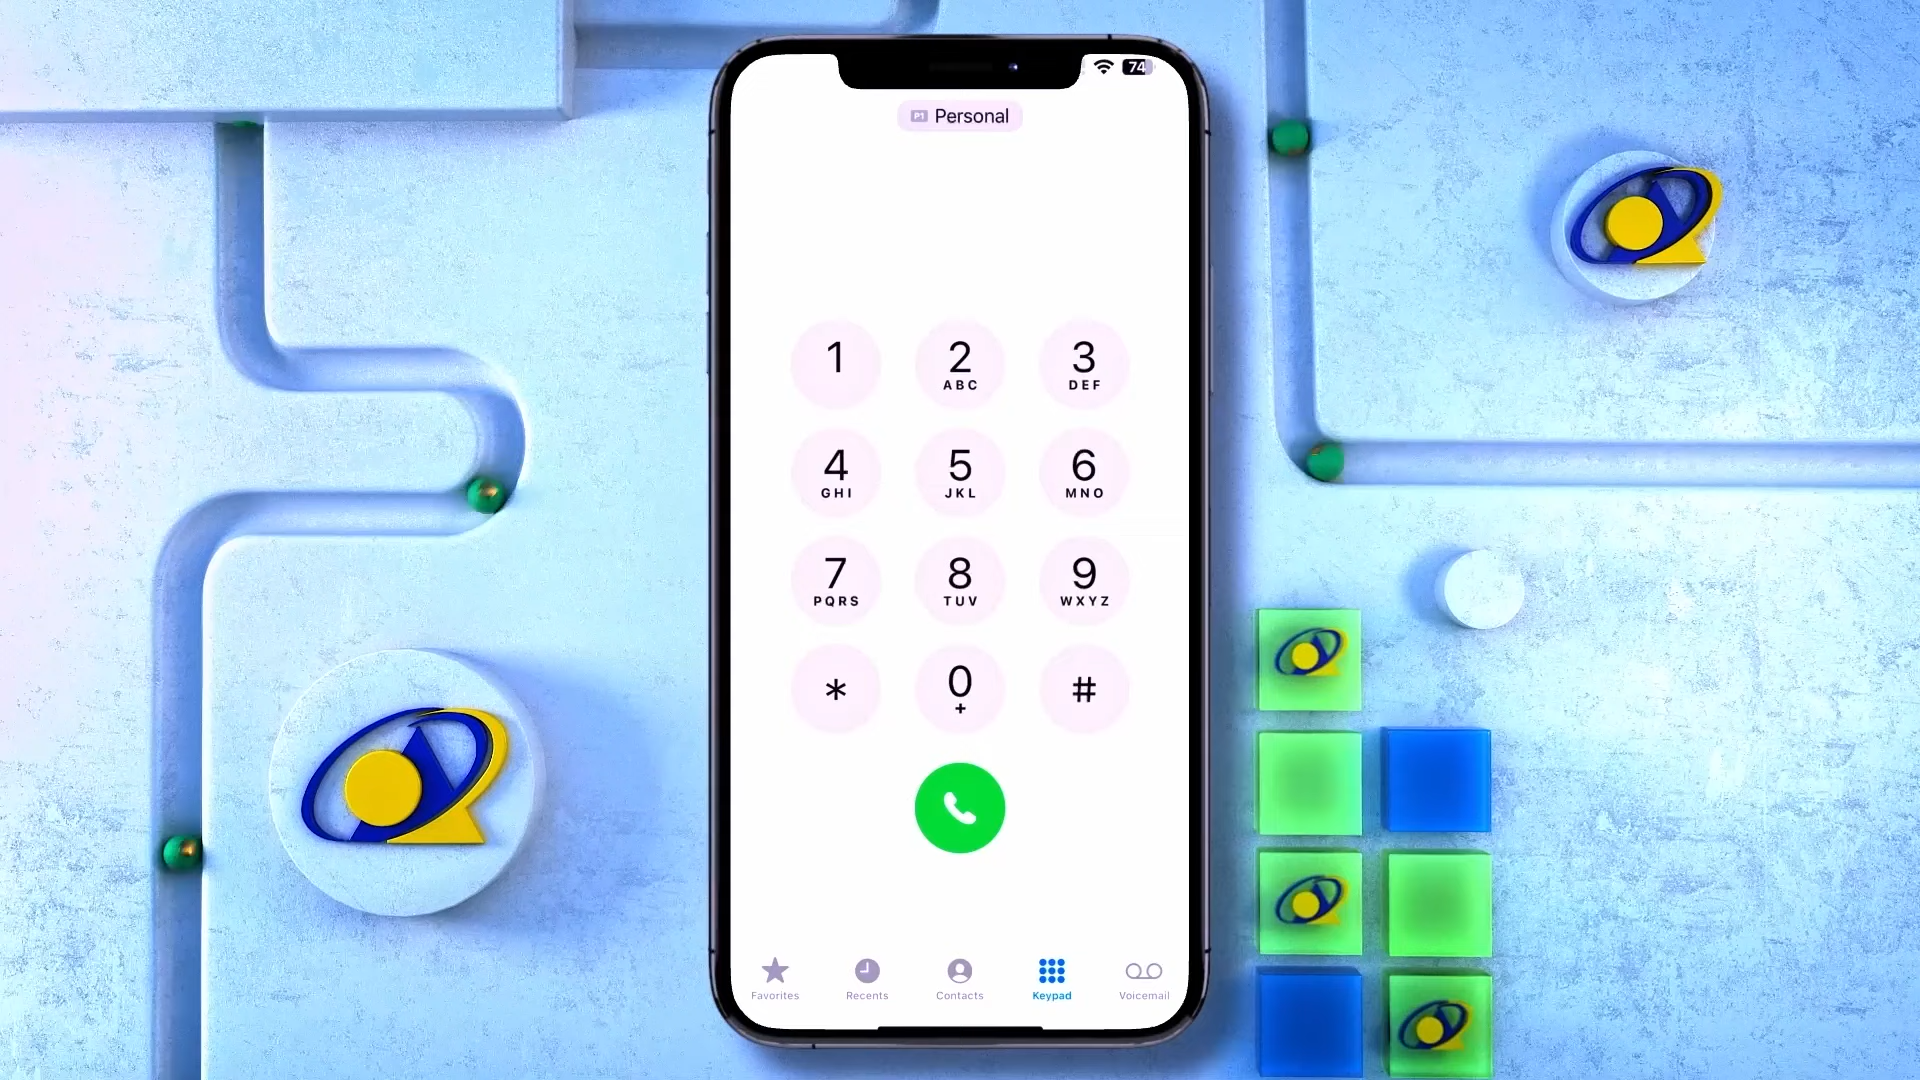 74
P1 Personal
1 2 3
ABC DEF
4 5 6
GHI JKL MNO
7 8 9
PQRS TUV WXYZ
* 0 #
+
Favorites Recents Contacts Keypad Voicemail